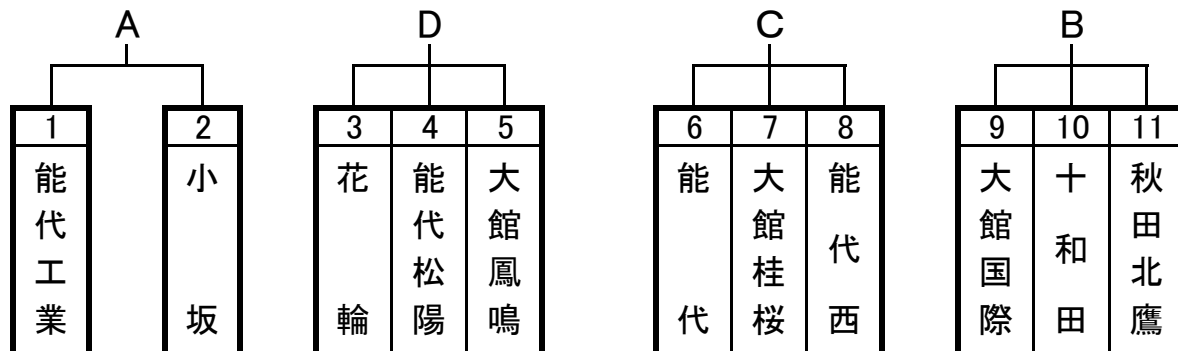 A D C B
1 2 3 4 5 6 7 8 9 10 11
能代工業
小坂
花輪
能代松陽
大館鳳鳴
能代
大館桂桜
能代西
大館国際
十和田
秋田北鷹